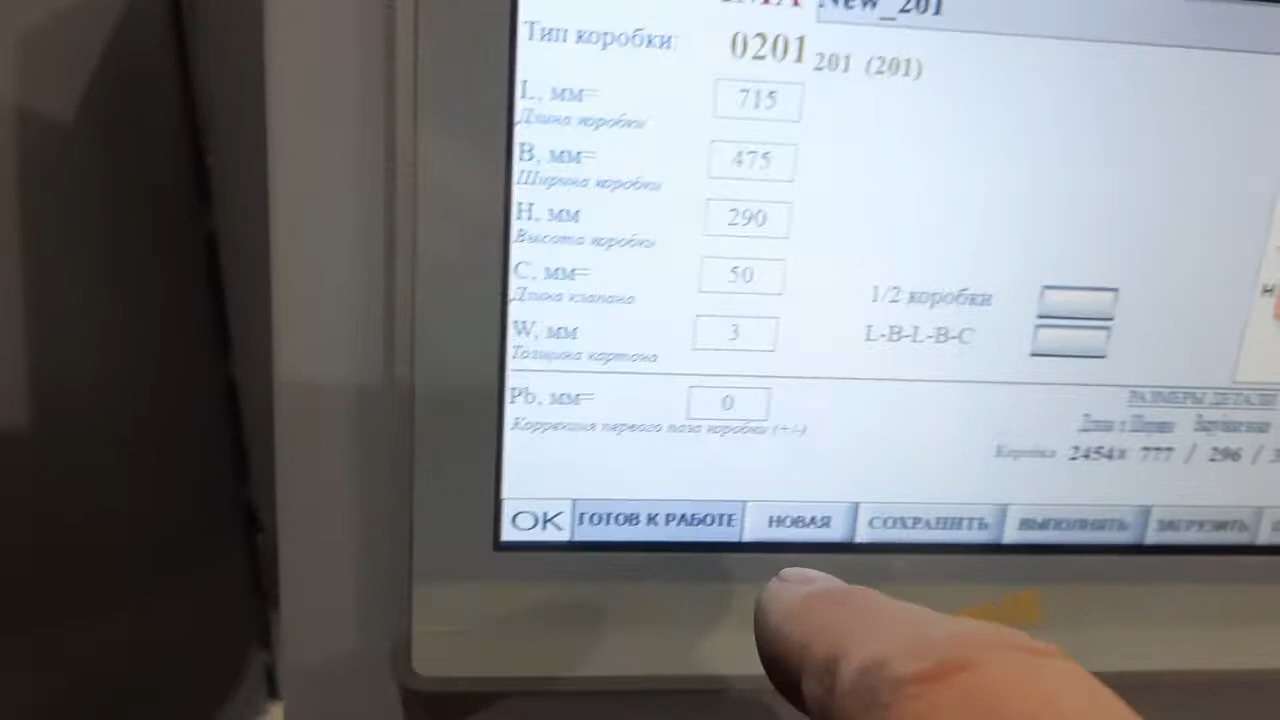 New_201
Тип коробки:
0201 201 (201)
L, мм=
715
Длина коробки
B, мм=
475
Ширина коробки
H, мм
290
Высота коробки
C, мм=
50
Длина клапана
1/2 коробки
W, мм
3
L-B-L-B-C
Толщина картона
Pb, мм=
0
Коррекция первого паза коробки (+/-)
РАЗМЕРЫ ДЕТАЛИ
Коробка 2454x 777 / 296 / 3
OK ГОТОВ К РАБОТЕ НОВАЯ СОХРАНИТЬ ВЫПОЛНИТЬ ЗАГРУЗИТЬ
H